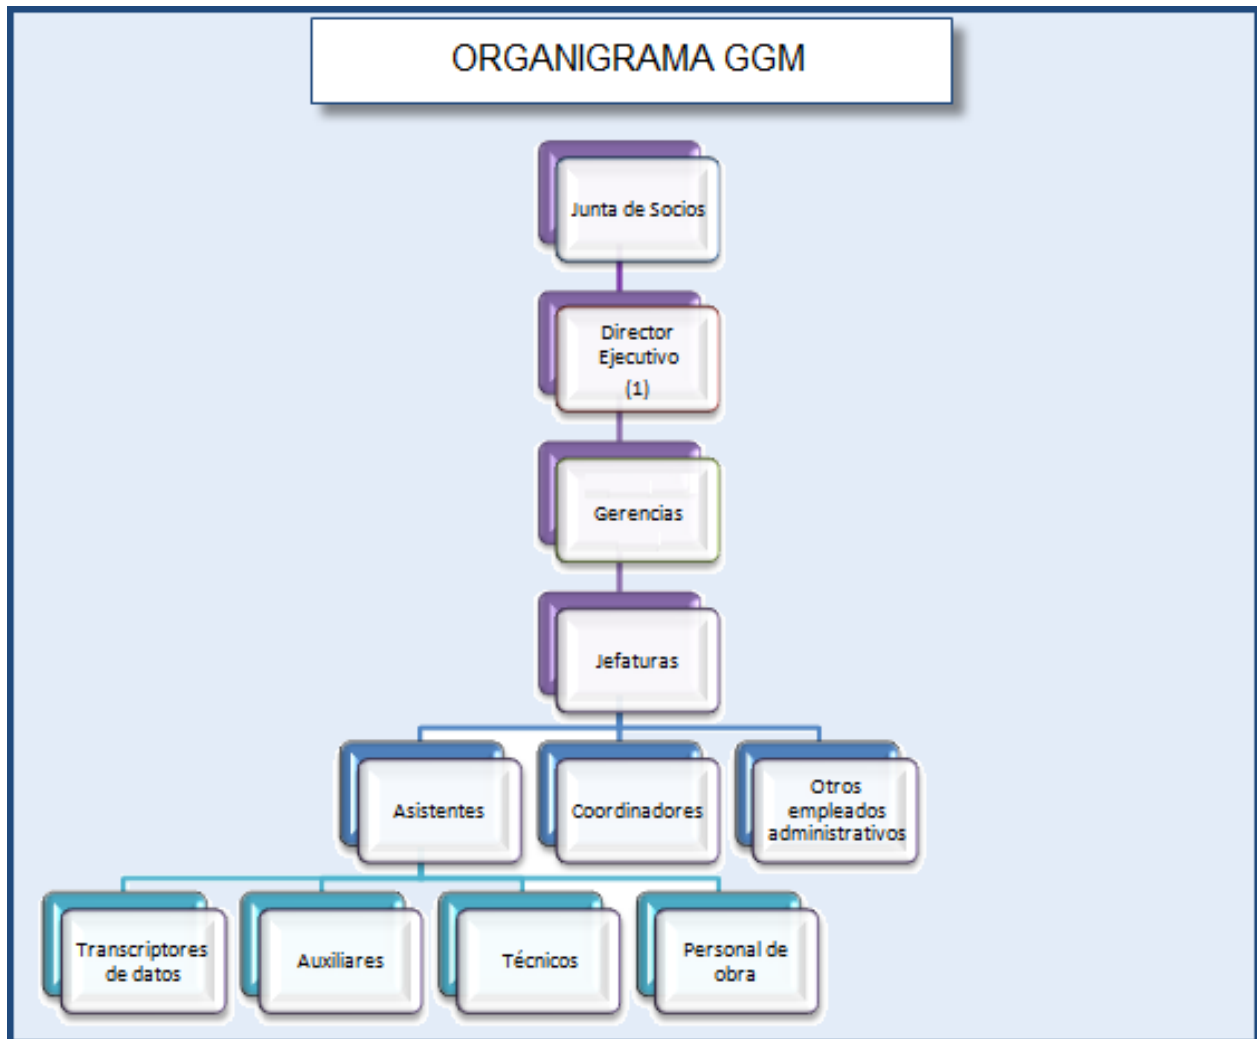 ORGANIGRAMA GGM
Junta de Socios
Director
Ejecutivo
(1)
Gerencias
Jefaturas
Asistentes
Coordinadores
Otros
empleados
administrativos
Transcriptores
de datos
Auxiliares
Técnicos
Personal de
obra